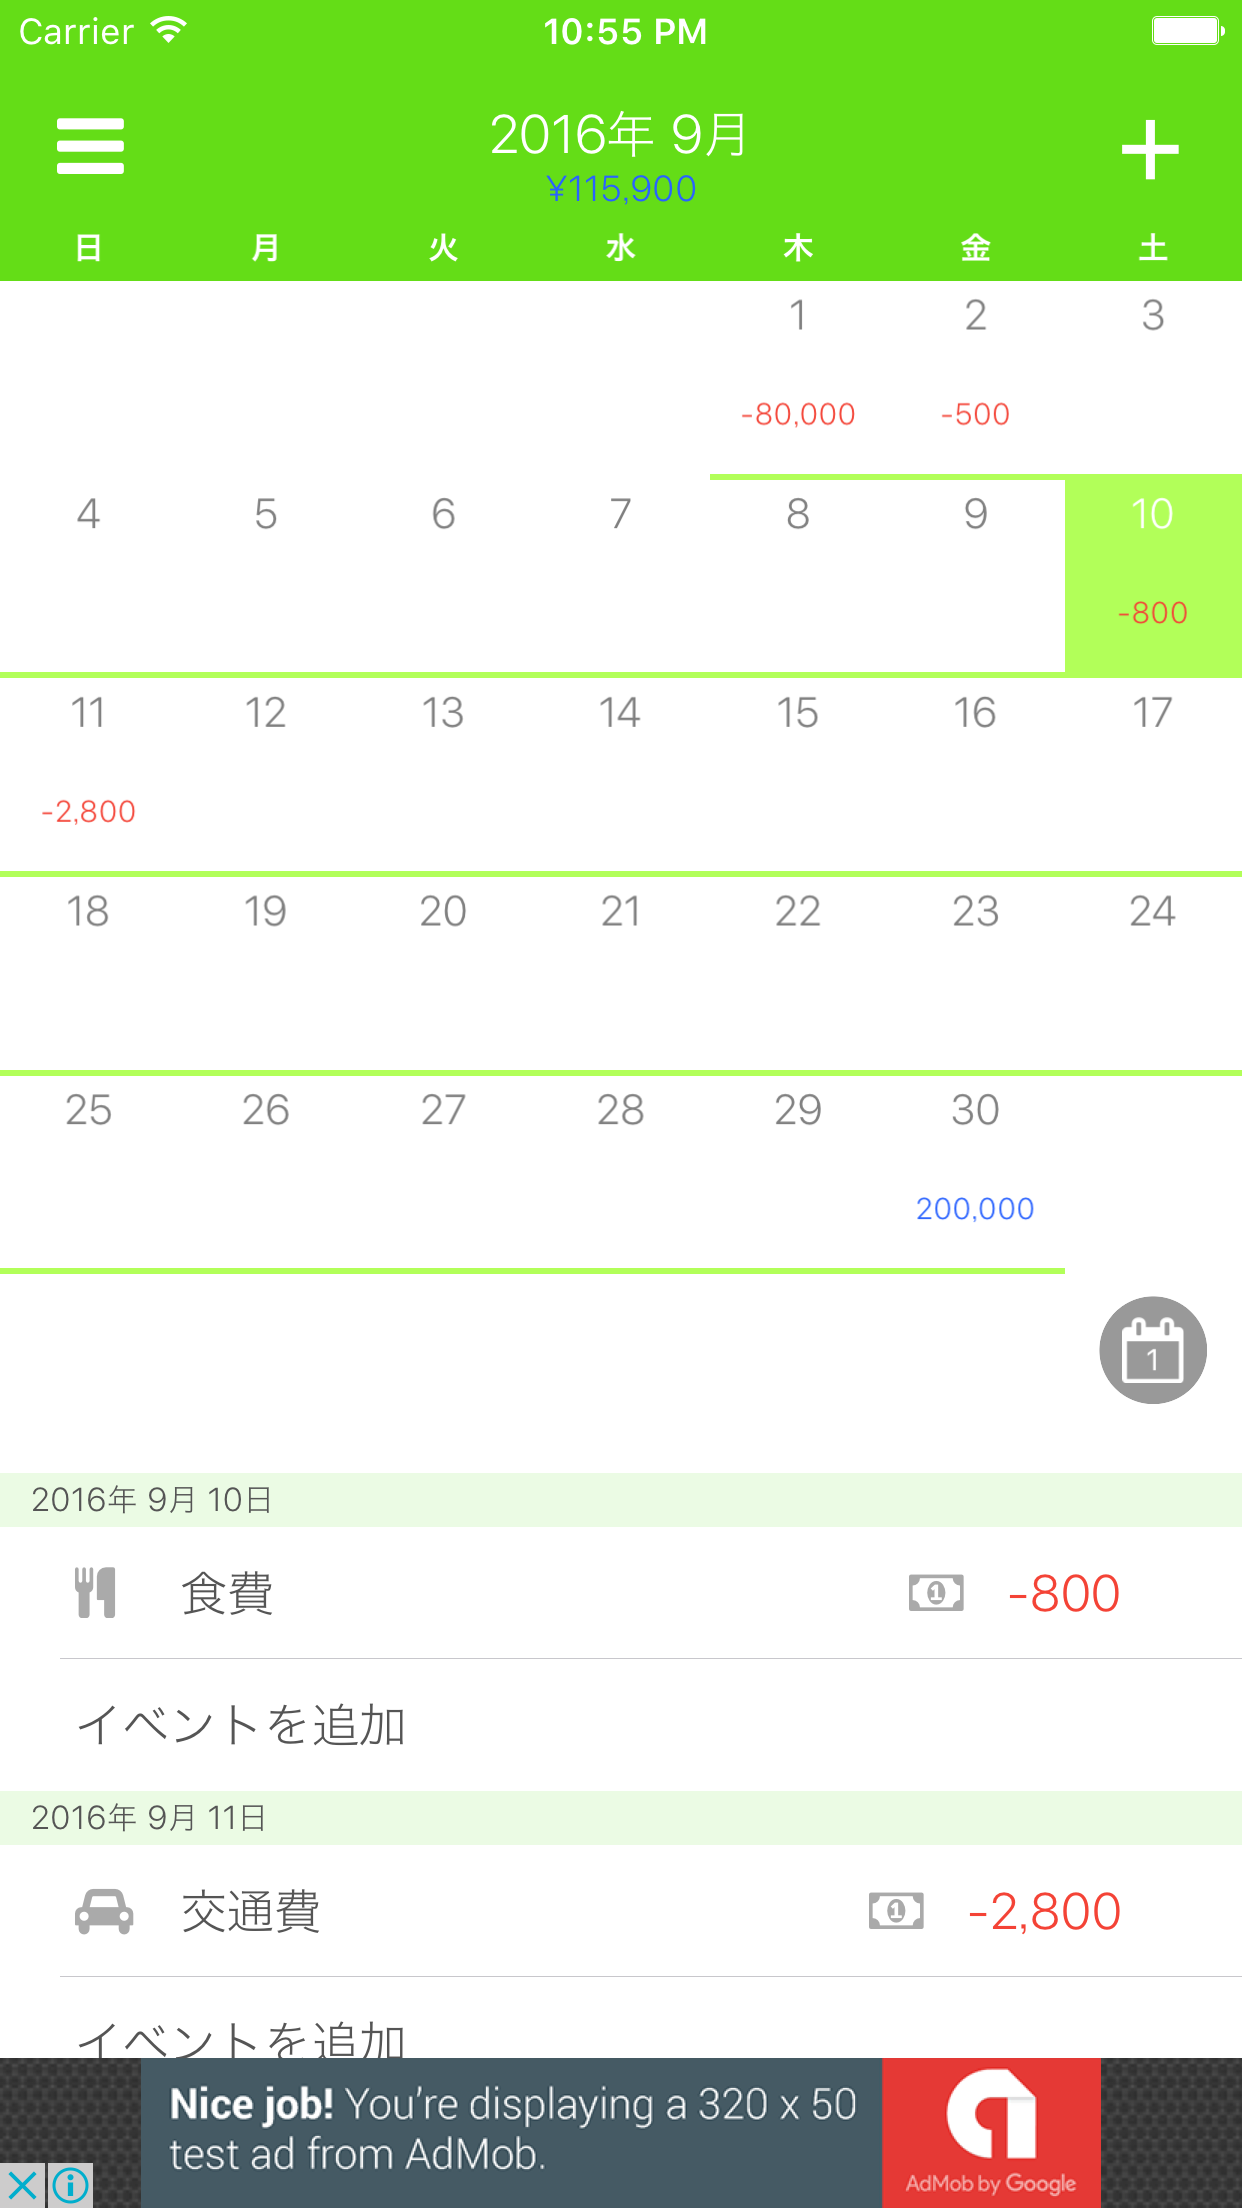 Carrier 10:55 PM
2016年 9月
¥115,900
日 月 火 水 木 金 土
1 2 3
-80,000 -500
4 5 6 7 8 9 10
-800
11 12 13 14 15 16 17
-2,800
18 19 20 21 22 23 24
25 26 27 28 29 30
200,000
1
2016年 9月 10日
食費 1 -800
イベントを追加
2016年 9月 11日
交通費 1 -2,800
イベントを追加
Nice job! You're displaying a 320 x 50
test ad from AdMob.
AdMob by Google